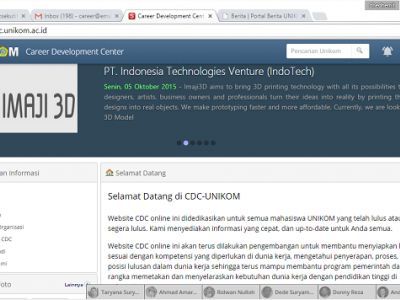 Inbox (198) - career@em
Career Development Cente
Berita | Portal Berita UNIK
c.unikom.ac.id
OM Career Development Center
Pencarian Unikom
PT. Indonesia Technologies Venture (IndoTech)
Senin, 05 Oktober 2015 - Imaji3D aims to bring 3D printing technology with all its possibilities t
designers, artists, business owners and professionals turn their ideas into reality by printing th
designs into real objects. We make prototyping faster and more affordable. Currently, we are look
3D Model
IMAJI 3D
an Informasi
Selamat Datang
Selamat Datang di CDC-UNIKOM
Website CDC online ini didedikasikan untuk semua mahasiswa UNIKOM yang telah lulus atau
segera lulus. Kami menyediakan informasi yang cepat, dan up-to-date untuk Anda semua.
rganisasi
CDC
Website CDC online ini akan terus dilakukan pengembangan untuk membantu menyiapkan l
sesuai dengan kompetensi yang diperlukan di dunia kerja, mengetahui penyerapan, proses,
posisi lulusan dalam dunia kerja sehingga terus mampu membantu program pemerintah da
rangka memetakan dan menyelaraskan kebutuhan dunia kerja dengan pendidikan tinggi di
oto
Lainnya
Taryana Sury...
Ahmad Amar...
Ridwan Nullah
Dede Suryam...
Donny Rizal
Andi